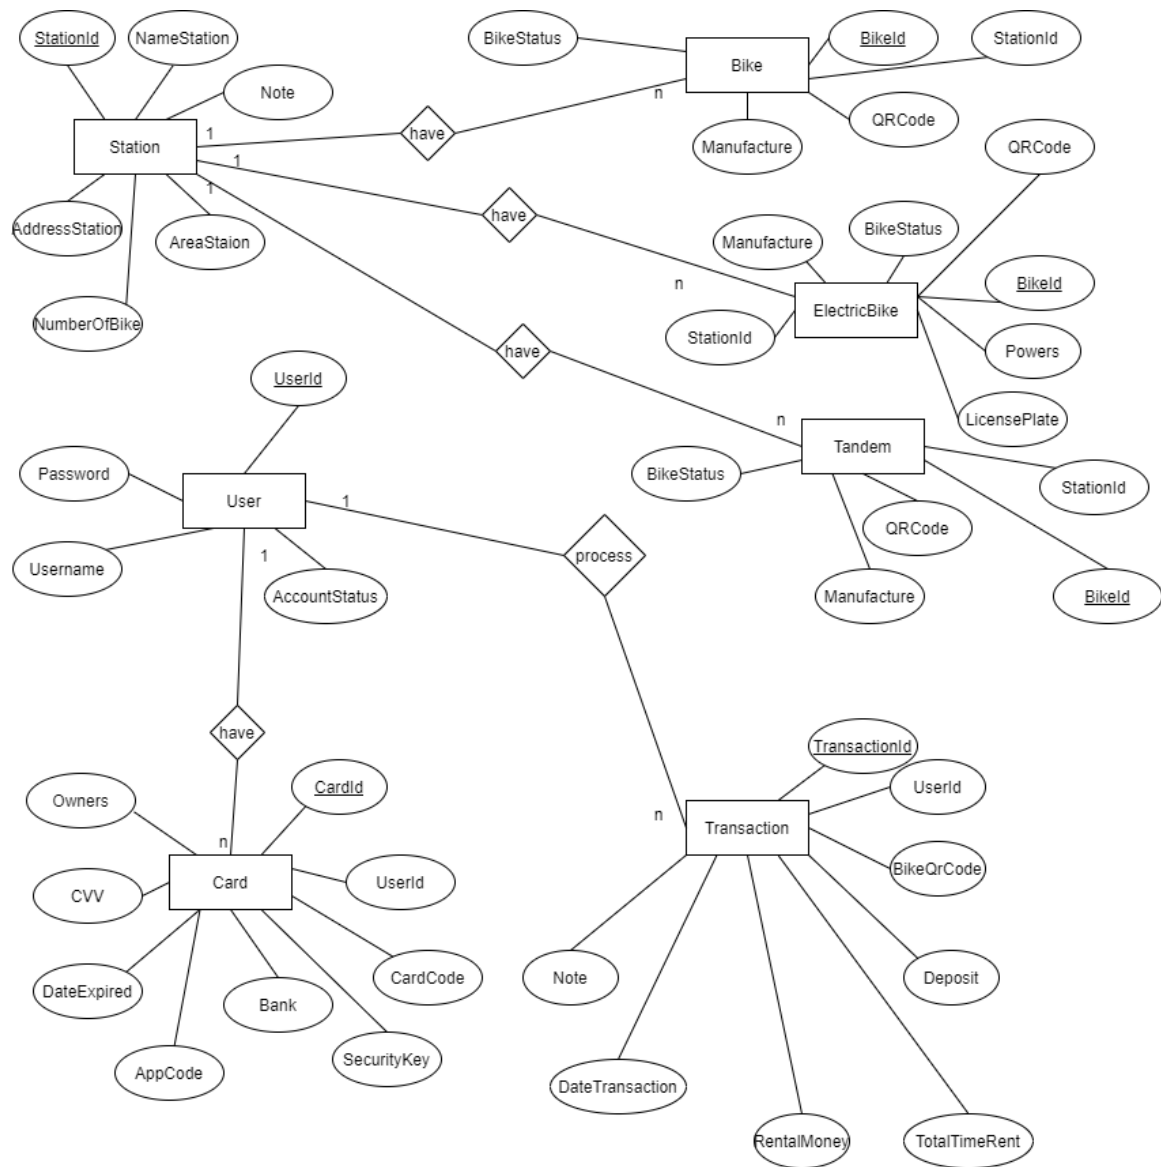 StationId
NameStation
BikeStatus
BikeId
StationId
Bike
Note
n
QRCode
1
have
Station
Manufacture
QRCode
1
1
have
AddressStation
AreaStaion
Manufacture
BikeStatus
n
BikeId
ElectricBike
NumberOfBike
StationId
have
Powers
UserId
n
LicensePlate
Tandem
Password
BikeStatus
StationId
User
1
QRCode
process
1
Username
AccountStatus
Manufacture
BikeId
have
TransactionId
CardId
Owners
UserId
n
Transaction
n
Card
UserId
BikeQrCode
CVV
CardCode
Note
Deposit
DateExpired
Bank
SecurityKey
AppCode
DateTransaction
RentalMoney
TotalTimeRent